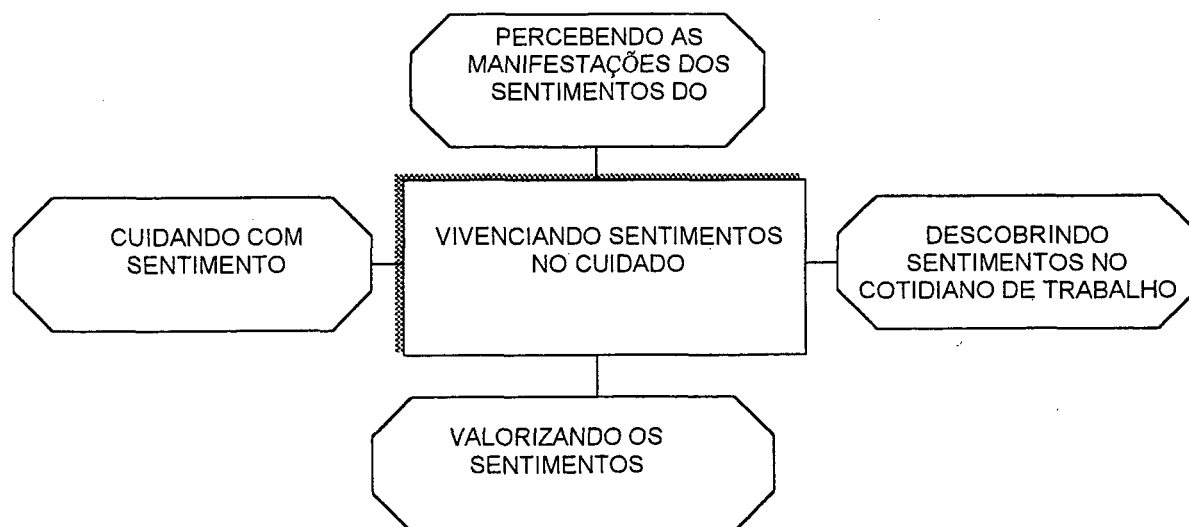 PERCEBENDO AS
MANIFESTAÇÕES DOS
SENTIMENTOS DO
CUIDANDO COM
SENTIMENTO
VIVENCIANDO SENTIMENTOS
NO CUIDADO
DESCOBRINDO
SENTIMENTOS NO
COTIDIANO DE TRABALHO
VALORIZANDO OS
SENTIMENTOS